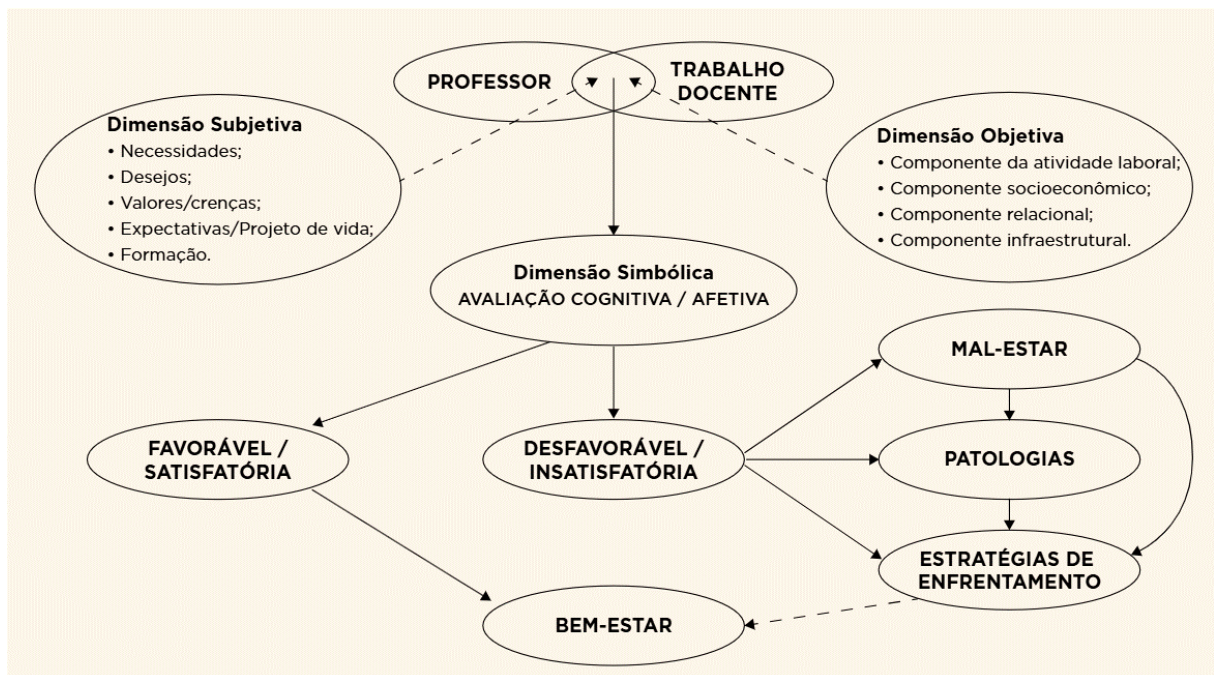 PROFESSOR
TRABALHO
DOCENTE
Dimensão Subjetiva
• Necessidades;
• Desejos;
• Valores/crenças;
• Expectativas/Projeto de vida;
• Formação.
Dimensão Objetiva
• Componente da atividade laboral;
• Componente socioeconômico;
• Componente relacional;
• Componente infraestrutural.
Dimensão Simbólica
AVALIAÇÃO COGNITIVA / AFETIVA
MAL-ESTAR
FAVORÁVEL /
SATISFATÓRIA
DESFAVORÁVEL /
INSATISFATÓRIA
PATOLOGIAS
ESTRATÉGIAS DE
ENFRENTAMENTO
BEM-ESTAR